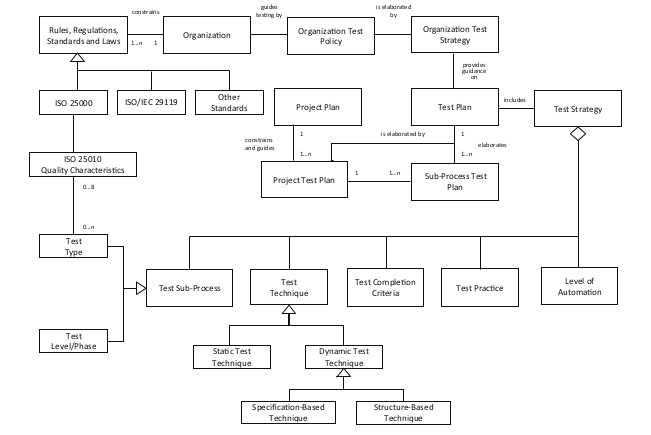 constrains
guides
testing by
is elaborated
by
Rules, Regulations,
Standards and Laws
1...n
1
Organization
Organization Test
Policy
Organization Test
Strategy
provides
guidance
on
ISO 25000
ISO/IEC 29119
Other
Standards
Project Plan
Test Plan
includes
Test Strategy
constrains
and guides
1
1...n
is elaborated by
1
1...n
elaborates
ISO 25010
Quality Characteristics
Project Test Plan
1
1...n
Sub-Process Test
Plan
0...8
0...n
Test
Type
Test Sub-Process
Test
Technique
Test Completion
Criteria
Test Practice
Level of
Automation
Test
Level/Phase
Static Test
Technique
Dynamic Test
Technique
Specification-Based
Technique
Structure-Based
Technique